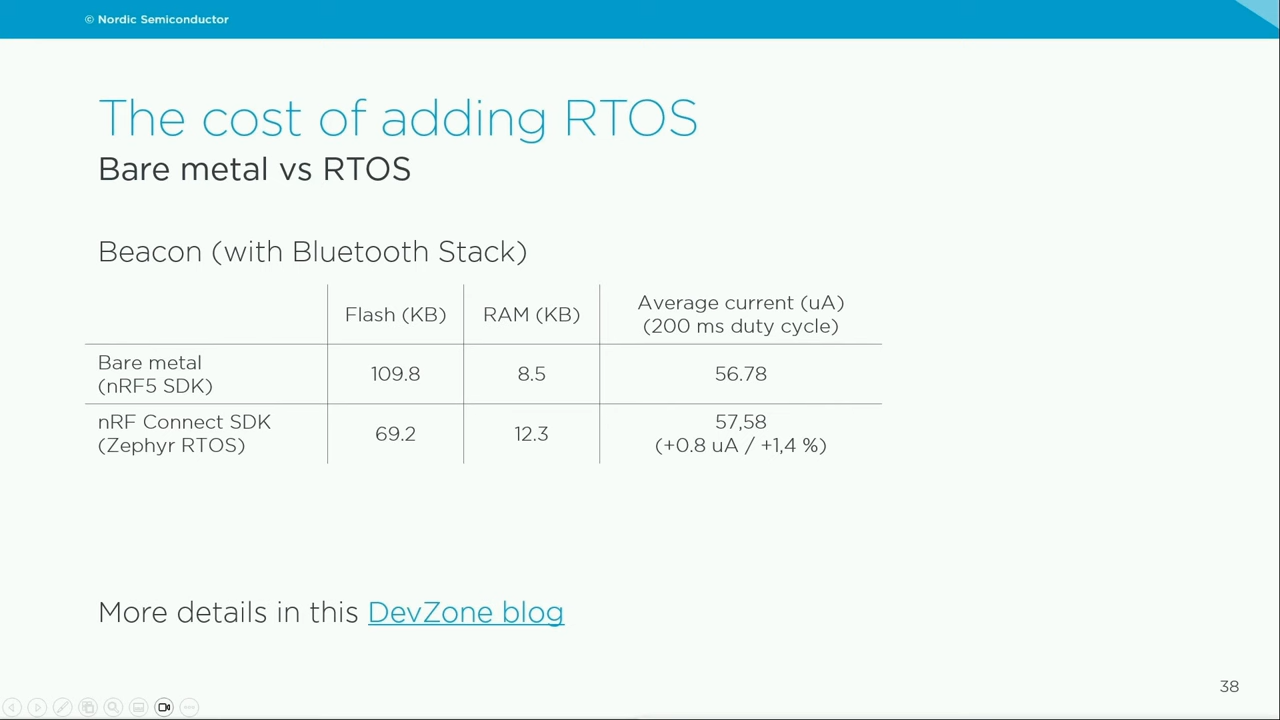 © Nordic Semiconductor
The cost of adding RTOS
Bare metal vs RTOS
Beacon (with Bluetooth Stack)
Flash (KB) RAM (KB) Average current (uA)
(200 ms duty cycle)
Bare metal
(nRF5 SDK) 109.8 8.5 56.78
nRF Connect SDK
(Zephyr RTOS) 69.2 12.3 57,58
(+0.8 uA / +1,4 %)
More details in this DevZone blog
38